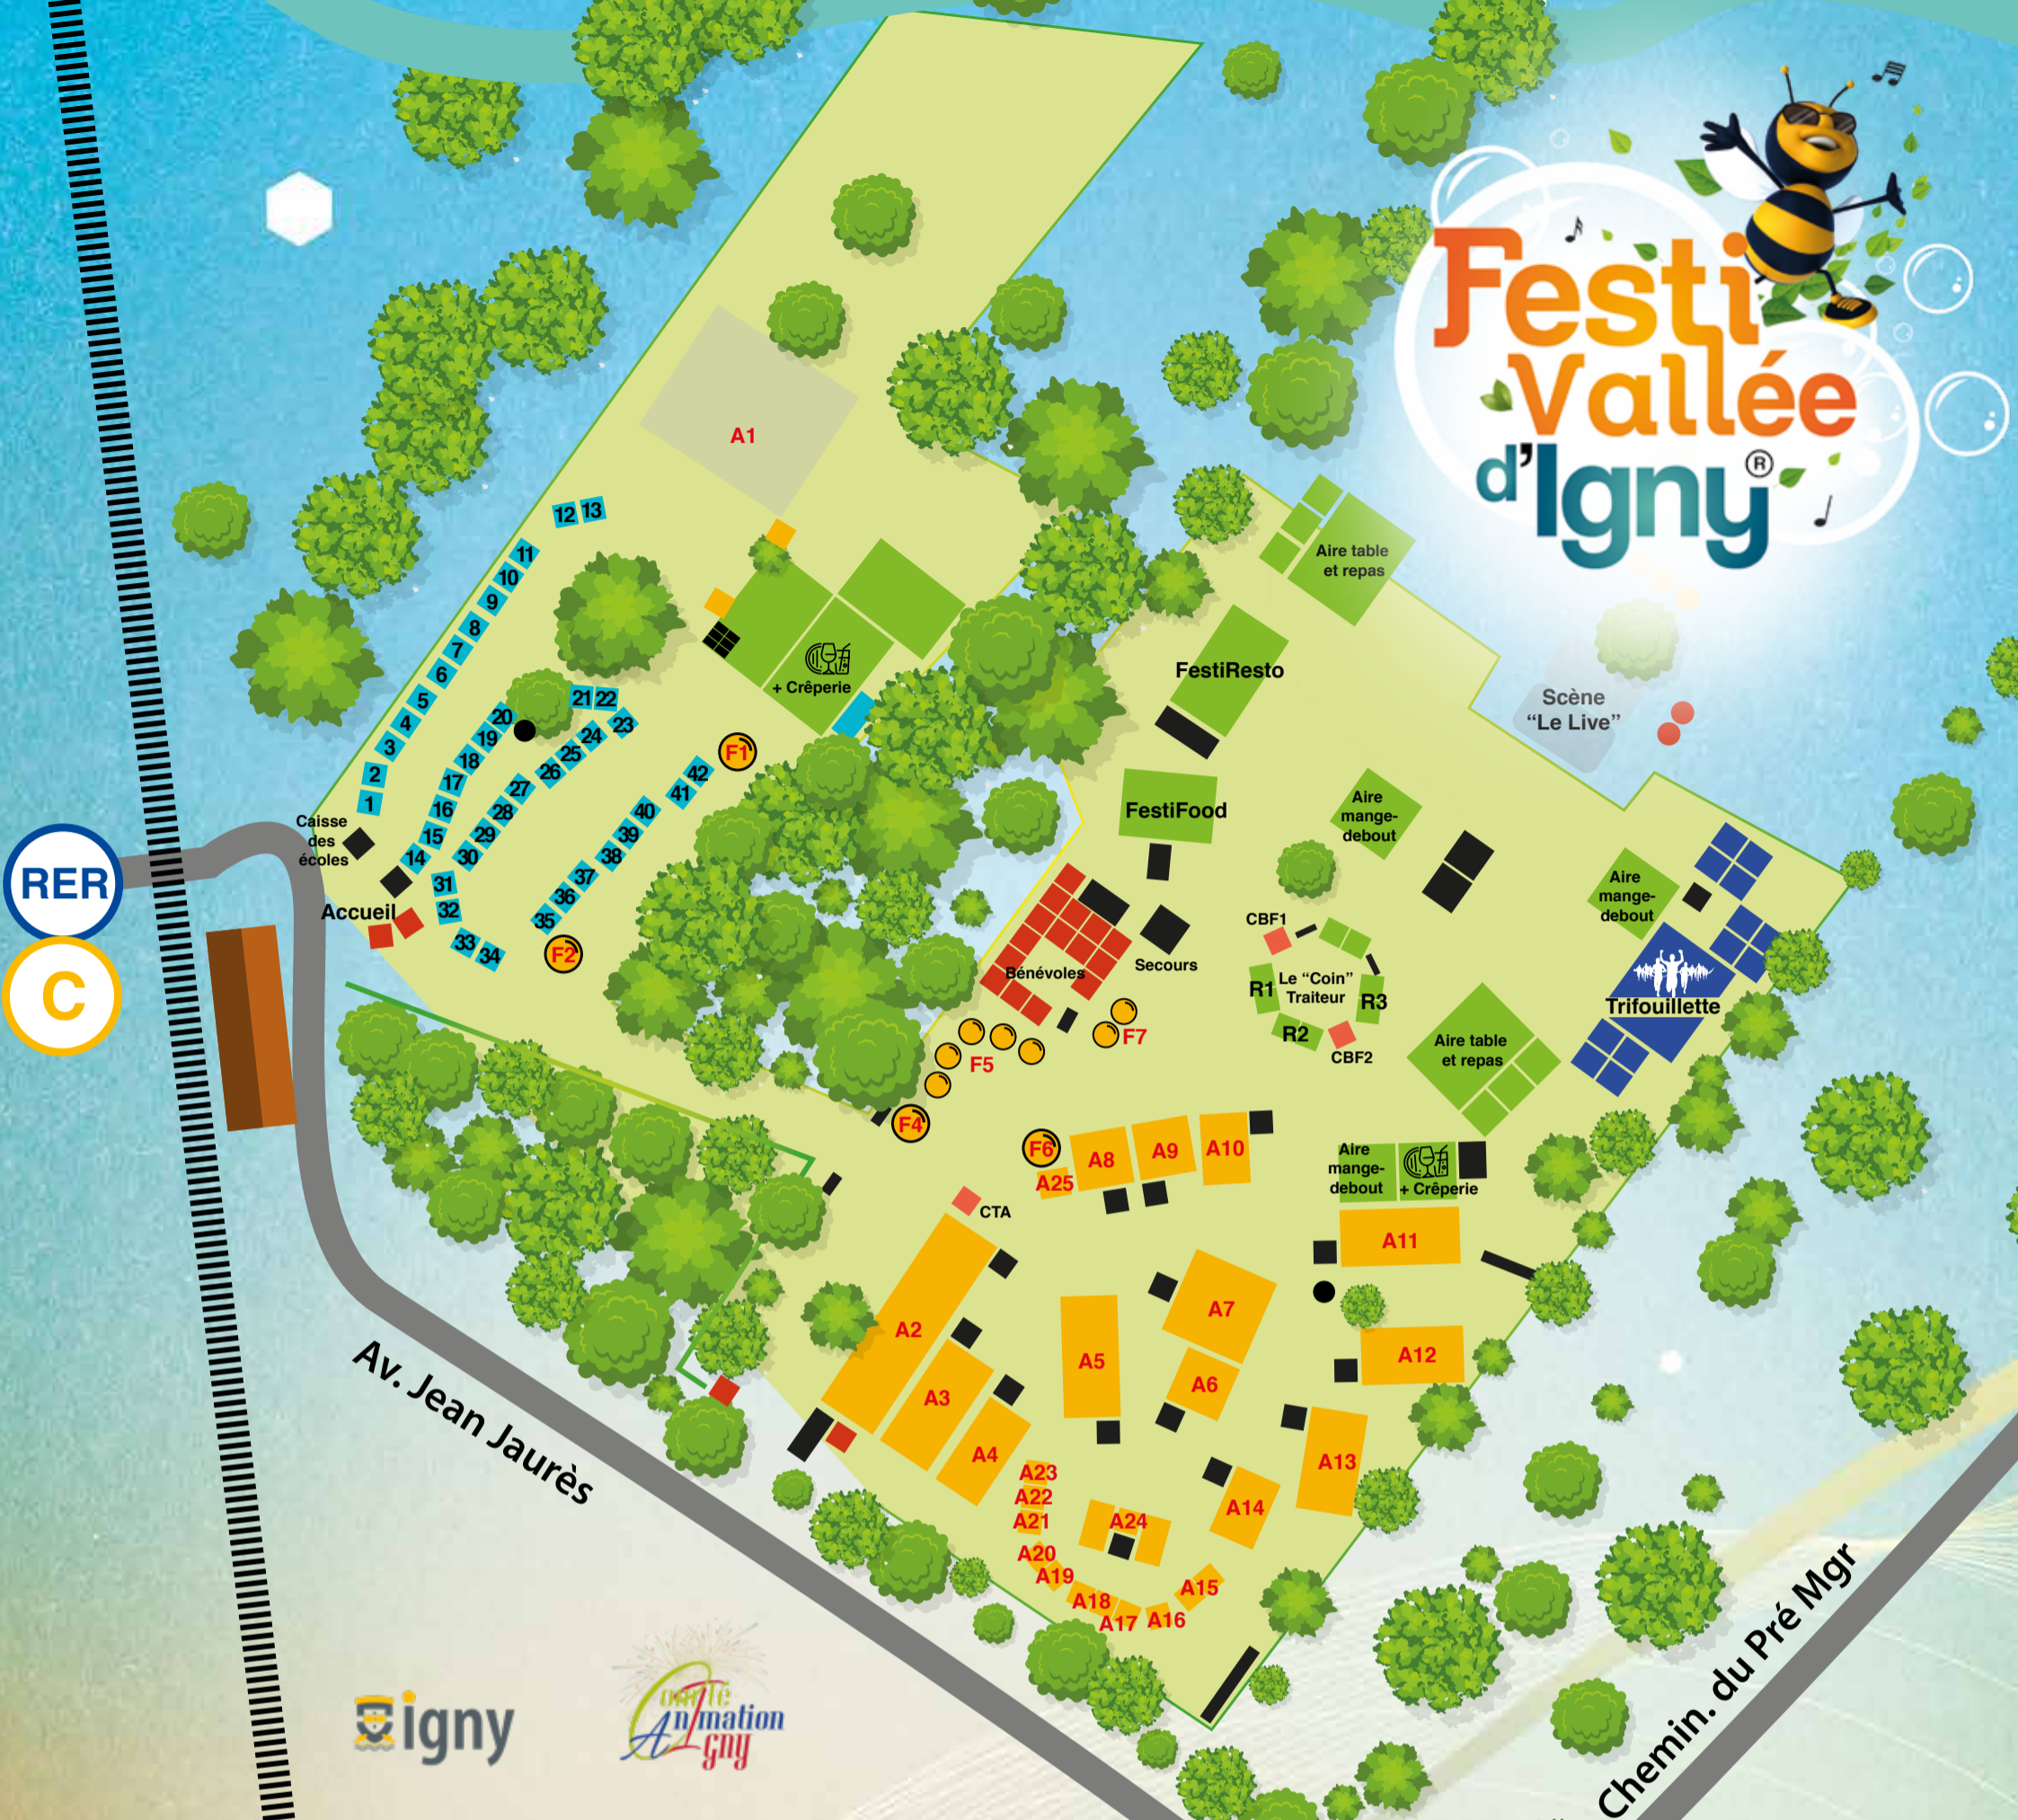 Festi
Vallée
d'Igny®
A1
12 13
11
10
9
8
7
6
5
4
3
2
1
Aire table
et repas
+ Crêperie
FestiResto
Scène
“Le Live”
20
21 22
23
19
24
18
25
17
26
16
27
15
28
14
29
30
31
32
33
34
F1
42
41
40
39
38
37
36
35
F2
Caisse
des
écoles
Accueil
RER
C
FestiFood
Aire
mange-
debout
Aire
mange-
debout
Bénévoles
Secours
CBF1
Le “Coin”
Traiteur
R1
R3
R2
CBF2
Trifouillette
Aire table
et repas
F7
F5
F4
F6
A25
A8
A9
A10
Aire
mange-
debout
+ Crêperie
CTA
A11
A7
A2
A5
A12
A6
A3
A4
A13
A23
A22
A21
A24
A14
A20
A19
A18
A17
A16
A15
Av. Jean Jaurès
Chemin. du Pré Mgr
igny
Comité
Animation
Igny